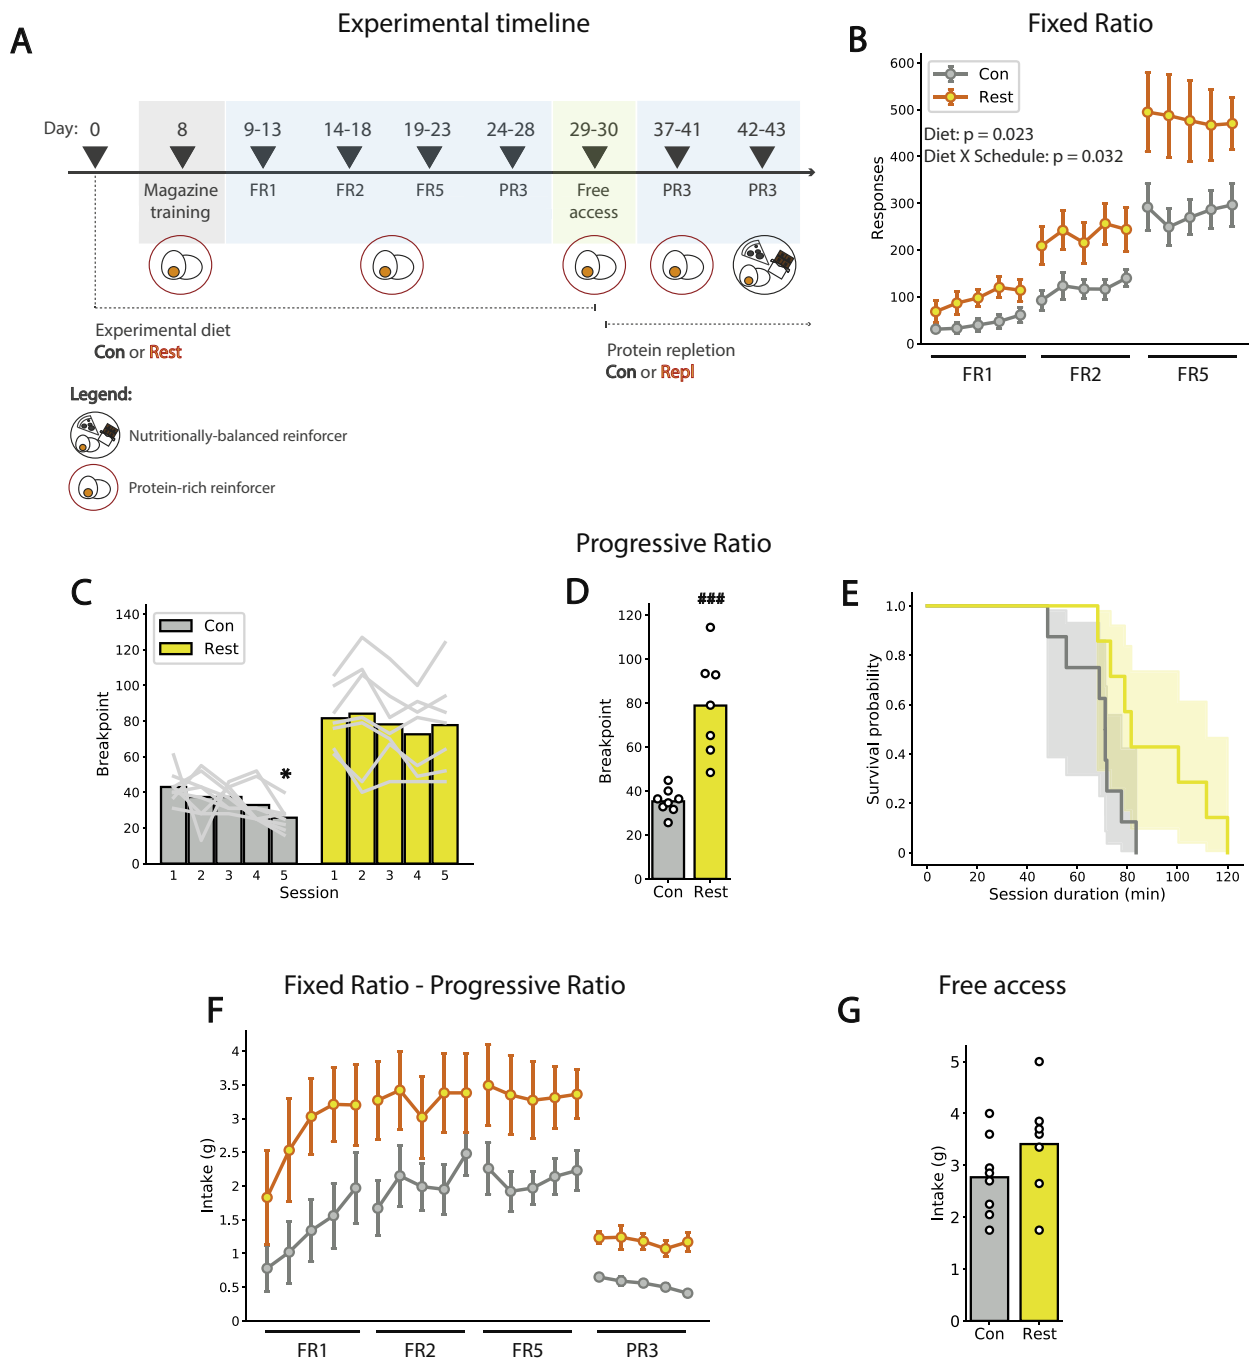 A
Experimental timeline
Day: 0 8 9-13 14-18 19-23 24-28 29-30 37-41 42-43
Magazine training
FR1
FR2
FR5
PR3
Free access
PR3
PR3
Experimental diet
Con or Rest
Protein repletion
Con or Repl
Legend:
Nutritionally-balanced reinforcer
Protein-rich reinforcer
B
Fixed Ratio
Con
Rest
Diet: p = 0.023
Diet X Schedule: p = 0.032
Responses
600
500
400
300
200
100
0
FR1 FR2 FR5
Progressive Ratio
C
Con
Rest
Breakpoint
140
120
100
80
60
40
20
0
*
1 2 3 4 5 1 2 3 4 5
Session
D
###
Breakpoint
120
100
80
60
40
20
0
Con Rest
E
Survival probability
1.0
0.8
0.6
0.4
0.2
0
0 20 40 60 80 100 120
Session duration (min)
Fixed Ratio - Progressive Ratio
F
Intake (g)
4
3.5
3
2.5
2
1.5
1
0.5
0
FR1 FR2 FR5 PR3
Free access
G
Intake (g)
5
4
3
2
1
0
Con Rest